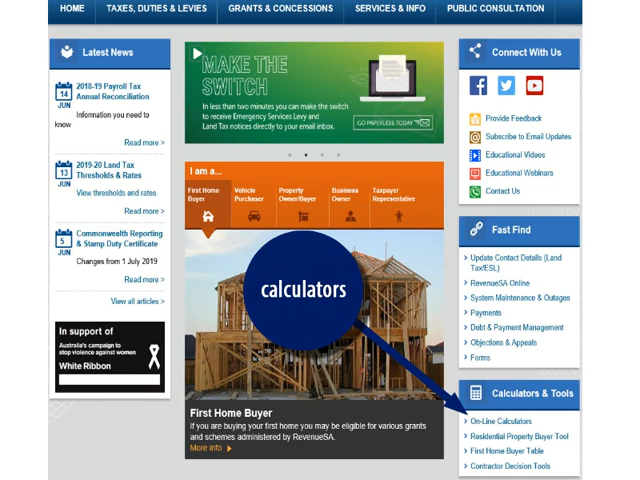 HOME
TAXES, DUTIES & LEVIES
GRANTS & CONCESSIONS
SERVICES & INFO
PUBLIC CONSULTATION
Latest News
14
JUN
2018-19 Payroll Tax
Annual Reconciliation
Information you need to
know
Read more >
13
JUN
2019-20 Land Tax
Thresholds & Rates
View thresholds and rates
Read more >
5
JUN
Commonwealth Reporting
& Stamp Duty Certificate
Changes from 1 July 2019
Read more >
View all articles >
In support of
Australia's campaign to
stop violence against women
White Ribbon
MAKE THE
SWITCH
In less than two minutes you can make the switch
to receive Emergency Services Levy and
Land Tax notices directly to your email inbox.
GO PAPERLESS TODAY
I am a...
First Home
Buyer
Vehicle
Purchaser
Property
Owner/Buyer
Business
Owner
Taxpayer
Representative
calculators
First Home Buyer
If you are buying your first home you may be eligible for various grants
and schemes administered by RevenueSA.
More info
Connect With Us
Provide Feedback
Subscribe to Email Updates
Educational Videos
Educational Webinars
Contact Us
Fast Find
Update Contact Details (Land
Tax/ESL)
RevenueSA Online
System Maintenance & Outages
Payments
Debt & Payment Management
Objections & Appeals
Forms
Calculators & Tools
On-Line Calculators
Residential Property Buyer Tool
First Home Buyer Table
Contractor Decision Tools